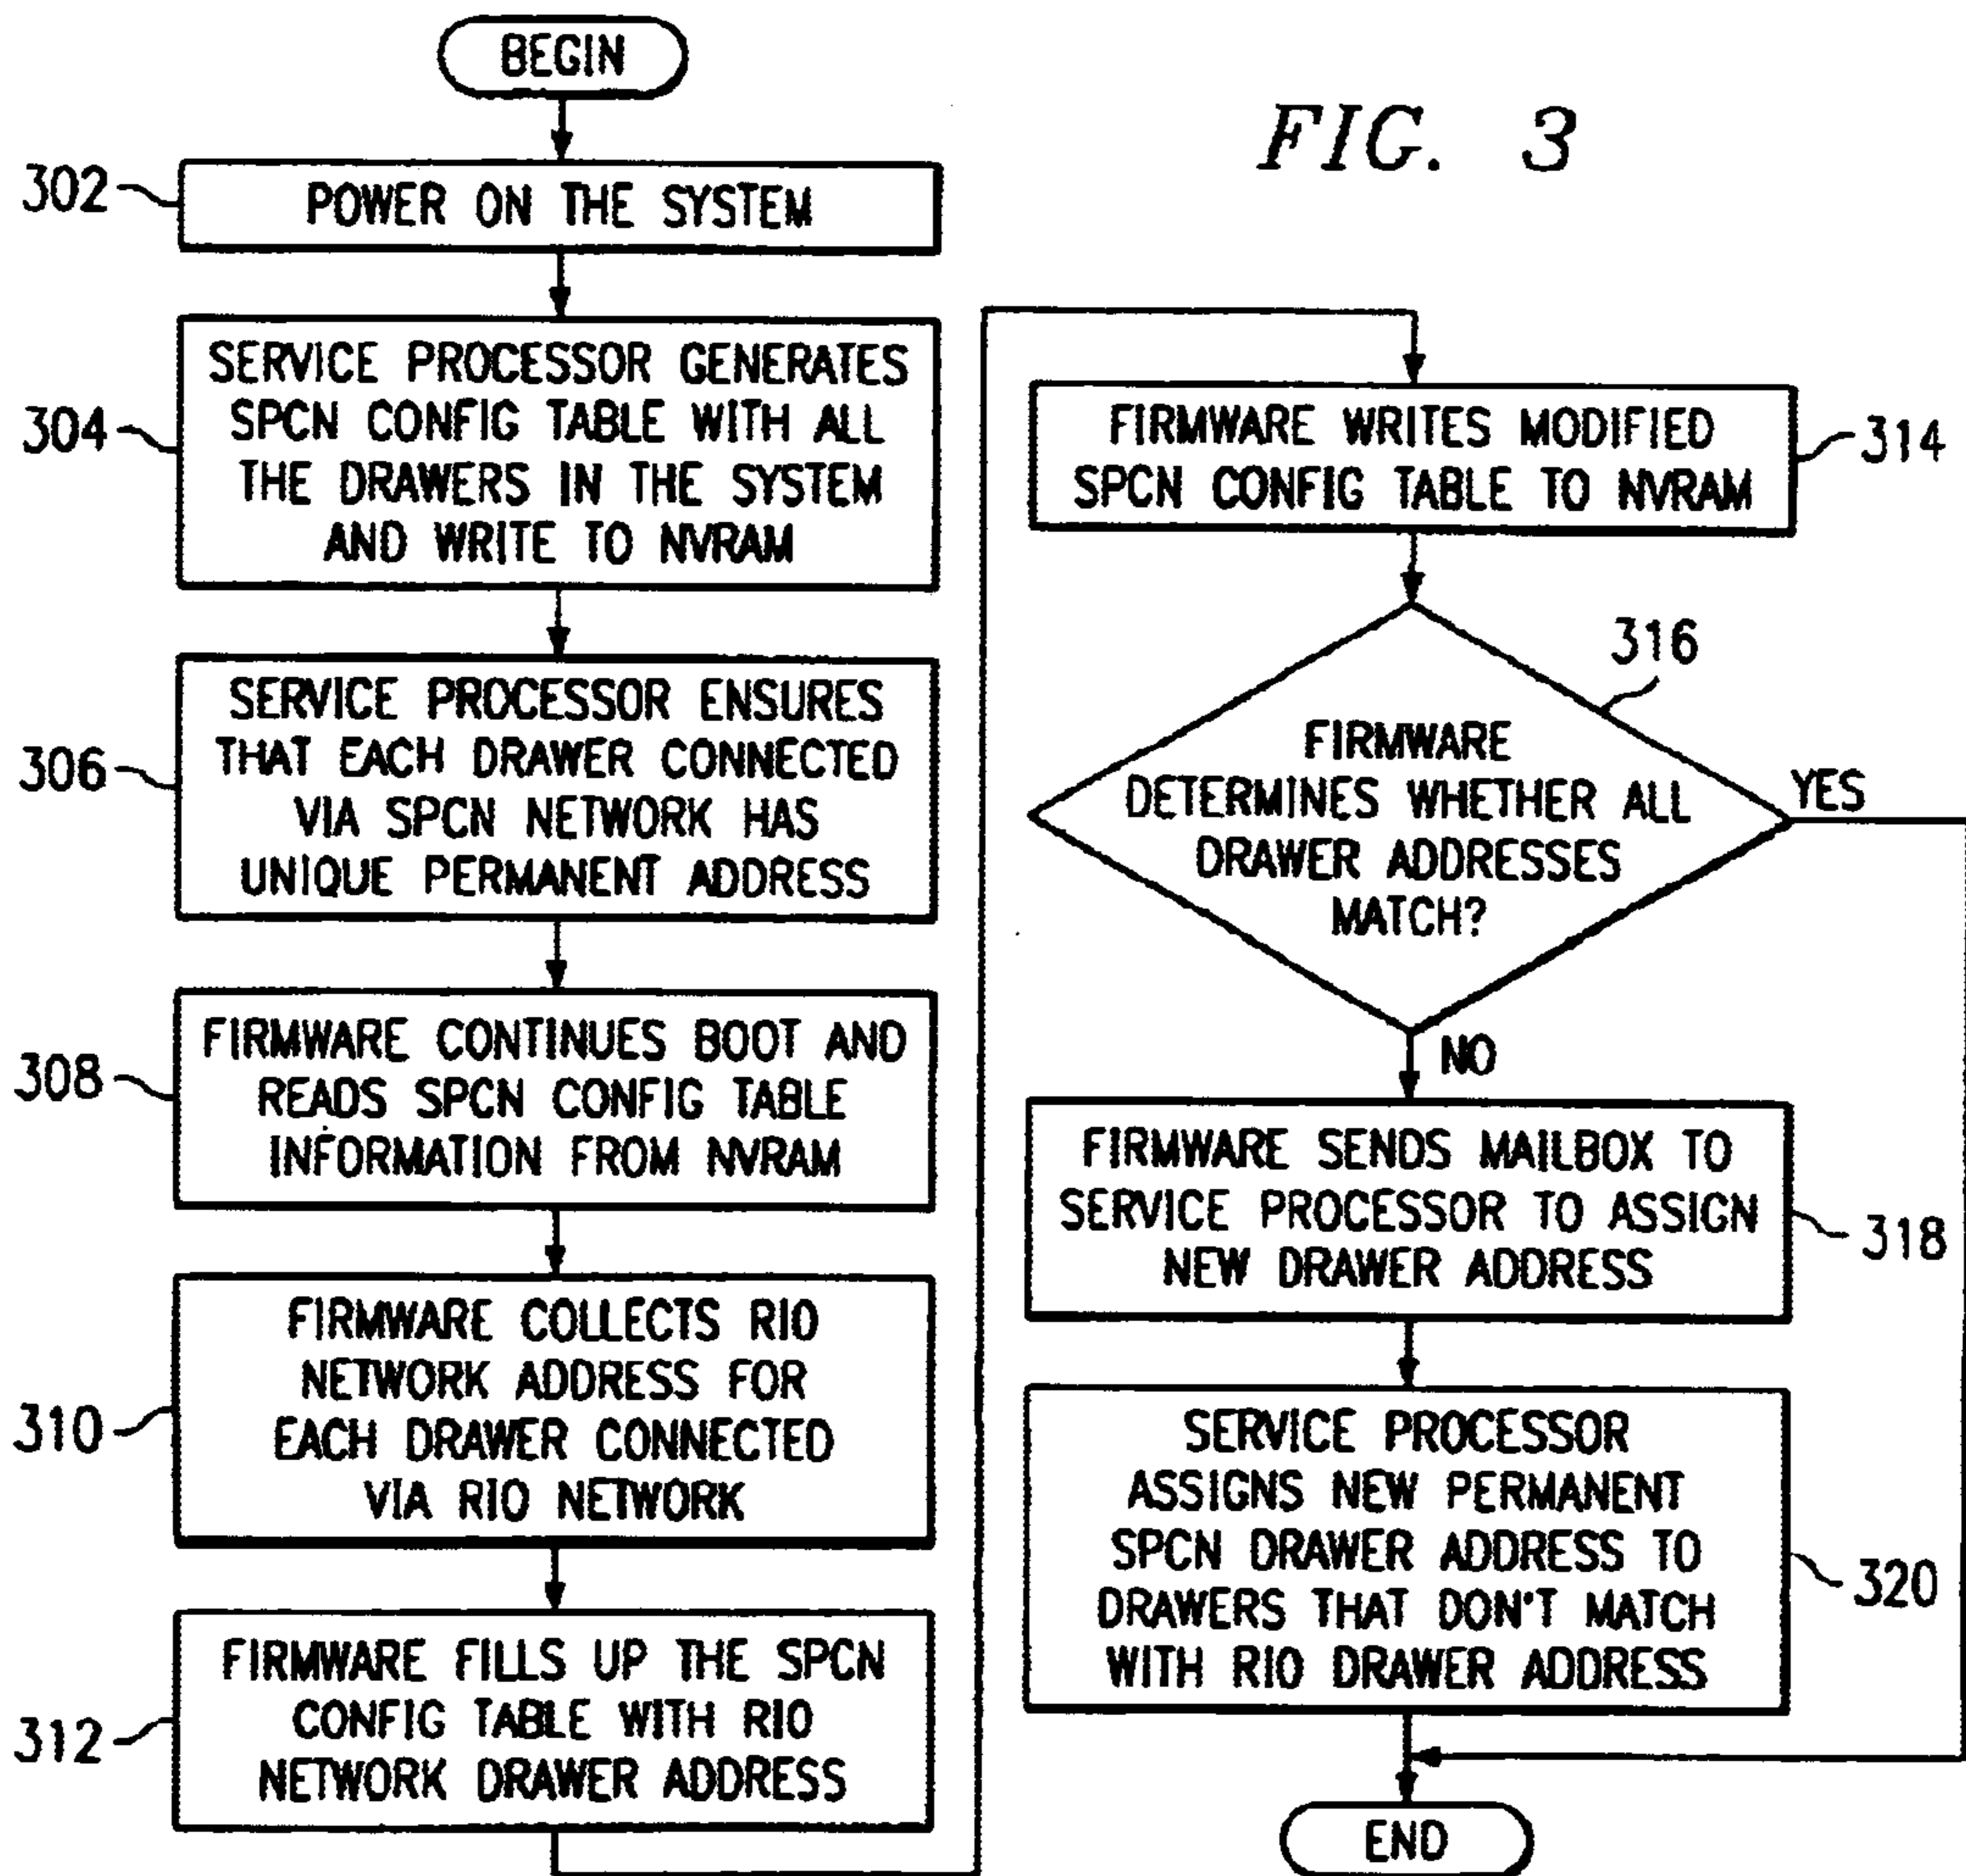 BEGIN
FIG. 3
302
POWER ON THE SYSTEM
304
SERVICE PROCESSOR GENERATES
SPCN CONFIG TABLE WITH ALL
THE DRAWERS IN THE SYSTEM
AND WRITE TO NVRAM
306
SERVICE PROCESSOR ENSURES
THAT EACH DRAWER CONNECTED
VIA SPCN NETWORK HAS
UNIQUE PERMANENT ADDRESS
308
FIRMWARE CONTINUES BOOT AND
READS SPCN CONFIG TABLE
INFORMATION FROM NVRAM
310
FIRMWARE COLLECTS RIO
NETWORK ADDRESS FOR
EACH DRAWER CONNECTED
VIA RIO NETWORK
312
FIRMWARE FILLS UP THE SPCN
CONFIG TABLE WITH RIO
NETWORK DRAWER ADDRESS
FIRMWARE WRITES MODIFIED
SPCN CONFIG TABLE TO NVRAM
314
316
FIRMWARE
DETERMINES WHETHER ALL
DRAWER ADDRESSES
MATCH?
YES
NO
FIRMWARE SENDS MAILBOX TO
SERVICE PROCESSOR TO ASSIGN
NEW DRAWER ADDRESS
318
SERVICE PROCESSOR
ASSIGNS NEW PERMANENT
SPCN DRAWER ADDRESS TO
DRAWERS THAT DON'T MATCH
WITH RIO DRAWER ADDRESS
320
END